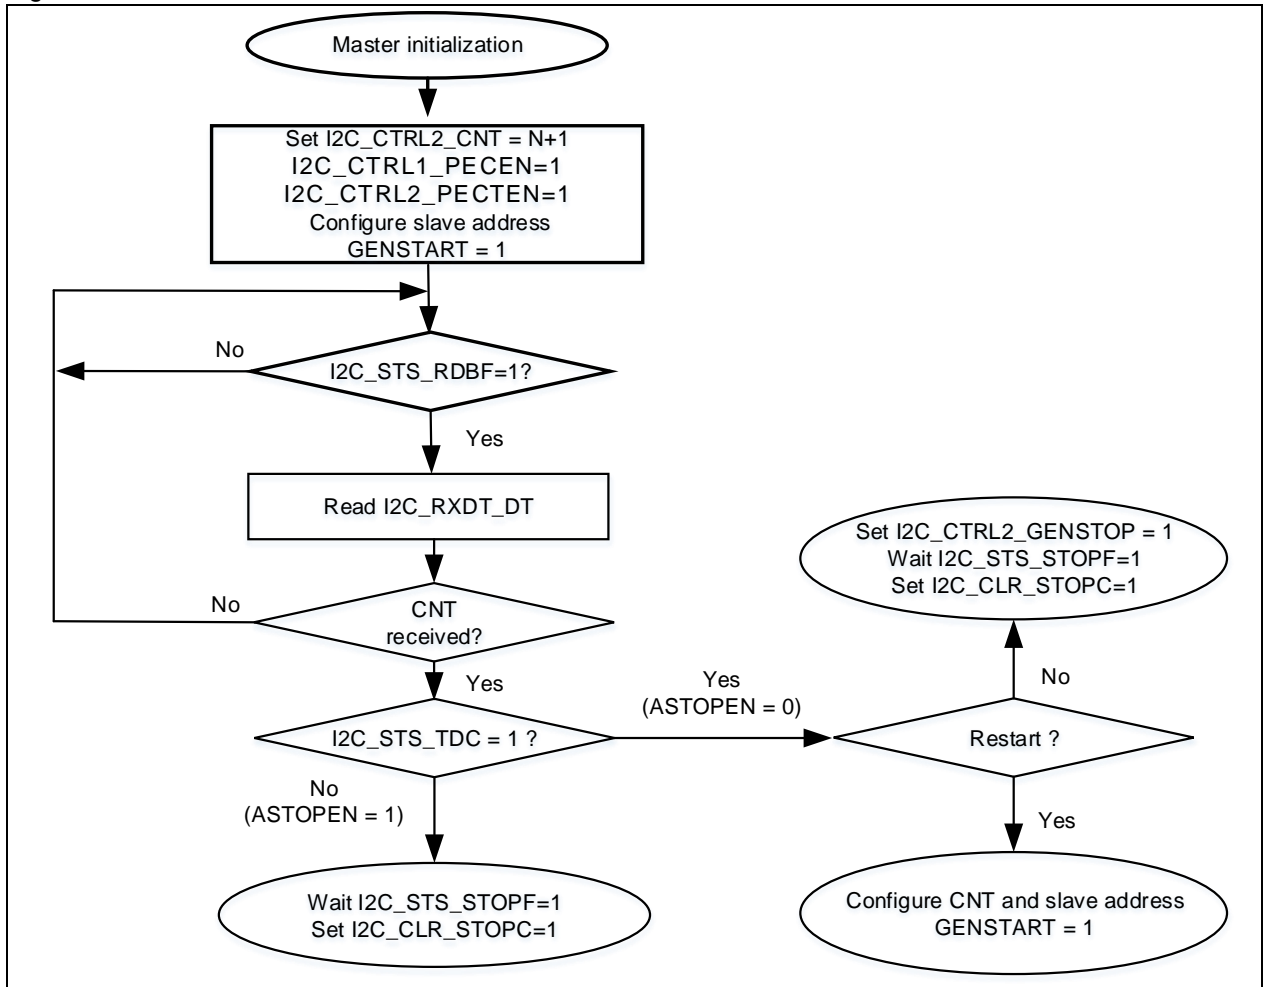 Master initialization
Set I2C_CTRL2_CNT = N+1
I2C_CTRL1_PECEN=1
I2C_CTRL2_PECTEN=1
Configure slave address
GENSTART = 1
No
I2C_STS_RDBF=1?
Yes
Read I2C_RXDT_DT
Set I2C_CTRL2_GENSTOP = 1
Wait I2C_STS_STOPF=1
Set I2C_CLR_STOPC=1
No
CNT
received?
Yes
Yes
(ASTOPEN = 0)
No
I2C_STS_TDC = 1 ?
Restart ?
No
(ASTOPEN = 1)
Yes
Wait I2C_STS_STOPF=1
Set I2C_CLR_STOPC=1
Configure CNT and slave address
GENSTART = 1